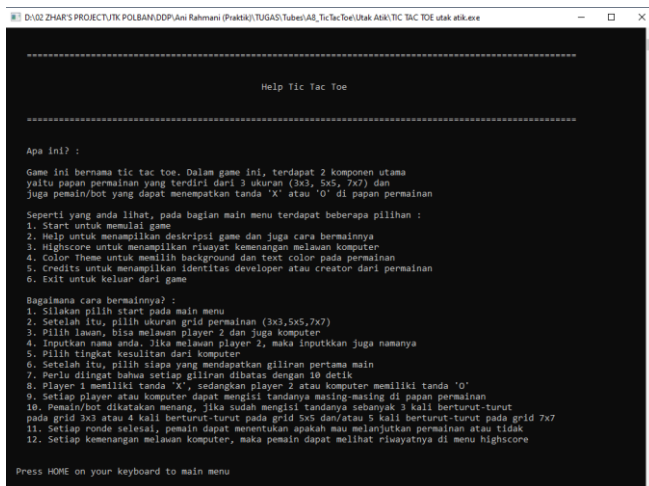 D:\02 ZHAR'S PROJECT\JTK POLBAN\DDP\Ani Rahmani (Praktik)\TUGAS\Tubes\A8_TicTacToe\Utak Atik\TIC TAC TOE utak atik.exe
Help Tic Tac Toe
Apa ini? :
Game ini bernama tic tac toe. Dalam game ini, terdapat 2 komponen utama
yaitu papan permainan yang terdiri dari 3 ukuran (3x3, 5x5, 7x7) dan
juga pemain/bot yang dapat menempatkan tanda 'X' atau 'O' di papan permainan
Seperti yang anda lihat, pada bagian main menu terdapat beberapa pilihan :
1. Start untuk memulai game
2. Help untuk menampilkan deskripsi game dan juga cara bermainnya
3. Highscore untuk menampilkan riwayat kemenangan melawan komputer
4. Color Theme untuk memilih background dan text color pada permainan
5. Credits untuk menampilkan identitas developer atau creator dari permainan
6. Exit untuk keluar dari game
Bagaimana cara bermainnya? :
1. Silakan pilih start pada main menu
2. Setelah itu, pilih ukuran grid permainan (3x3,5x5,7x7)
3. Pilih lawan, bisa melawan player 2 dan juga komputer
4. Inputkan nama anda. Jika melawan player 2, maka inputkkan juga namanya
5. Pilih tingkat kesulitan dari komputer
6. Setelah itu, pilih siapa yang mendapatkan giliran pertama main
7. Perlu diingat bahwa setiap giliran dibatas dengan 10 detik
8. Player 1 memiliki tanda 'X', sedangkan player 2 atau komputer memiliki tanda 'O'
9. Setiap player atau komputer dapat mengisi tandanya masing-masing di papan permainan
10. Pemain/bot dikatakan menang, jika sudah mengisi tandanya sebanyak 3 kali berturut-turut
pada grid 3x3 atau 4 kali berturut-turut pada grid 5x5 dan/atau 5 kali berturut-turut pada grid 7x7
11. Setiap ronde selesai, pemain dapat menentukan apakah mau melanjutkan permainan atau tidak
12. Setiap kemenangan melawan komputer, maka pemain dapat melihat riwayatnya di menu highscore
Press HOME on your keyboard to main menu